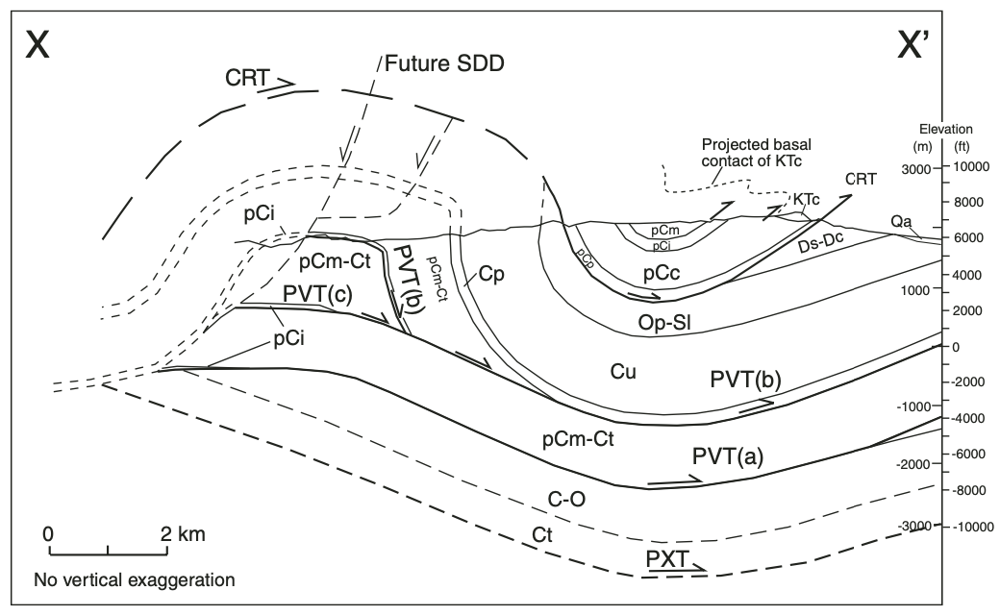 X
X'
CRT
Future SDD
Elevation
(m)
(ft)
Projected basal
contact of KTc
3000
10000
CRT
8000
KTc
Qa
pCi
pCm
6000
pCi
Ds-Dc
pCm-Ct
PVT(b)
pCm-Ct
Cp
pCp
pCc
4000
PVT(c)
1000
2000
Op-Sl
pCi
0
Cu
PVT(b)
-2000
-1000
-4000
pCm-Ct
PVT(a)
-6000
-2000
-8000
C-O
-3000
-10000
Ct
PXT
0
2 km
No vertical exaggeration